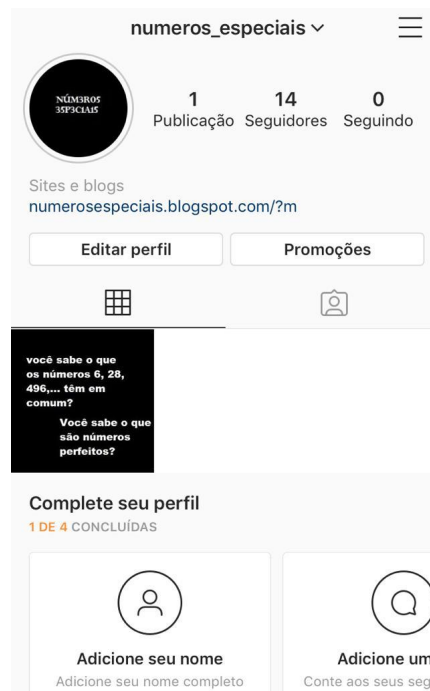 numeros_especiais
NÚM3R05
35P3C1A15
1
Publicação
14
Seguidores
0
Seguindo
Sites e blogs
numerosespeciais.blogspot.com/?m
Editar perfil
Promoções
você sabe o que
os números 6, 28,
496,... têm em
comum?
Você sabe o que
são números
perfeitos?
Complete seu perfil
1 DE 4 CONCLUÍDAS
Adicione seu nome
Adicione seu nome completo
Adicione um
Conte aos seus seg